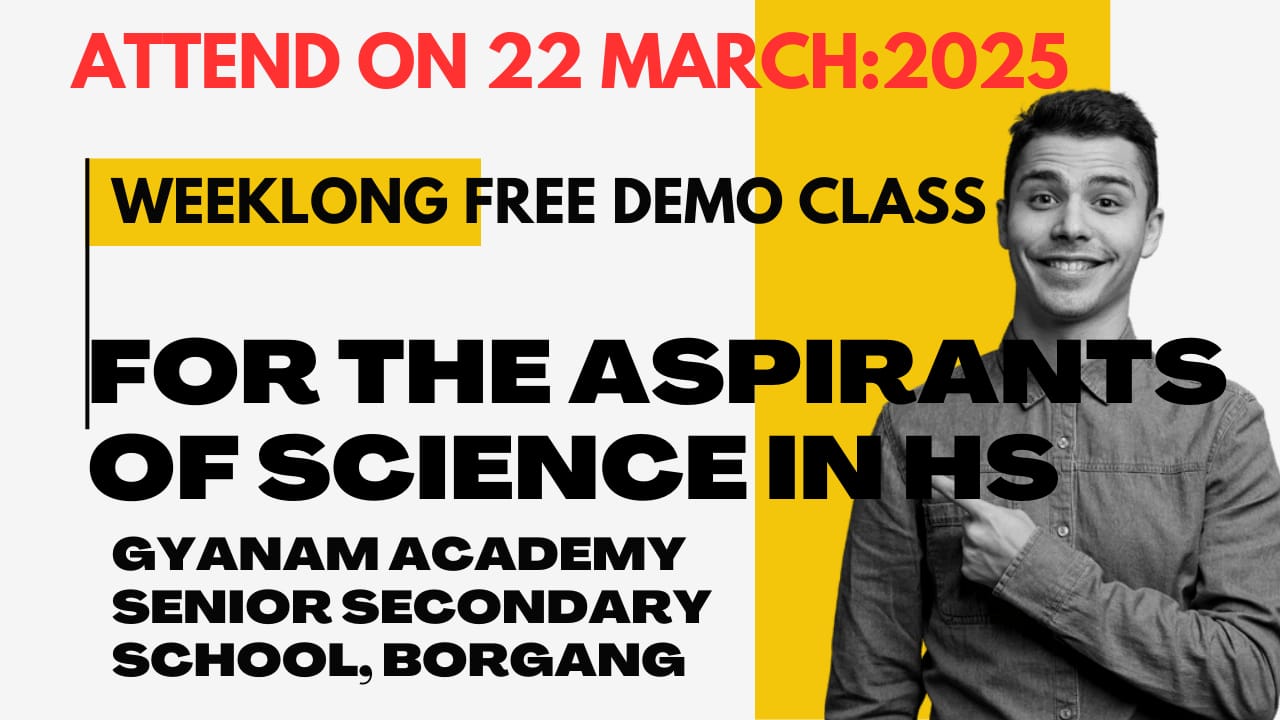 ATTEND ON 22 MARCH:2025
WEEKLONG FREE DEMO CLASS
FOR THE ASPIRANTS
OF SCIENCE IN HS
GYANAM ACADEMY
SENIOR SECONDARY
SCHOOL, BORGANG